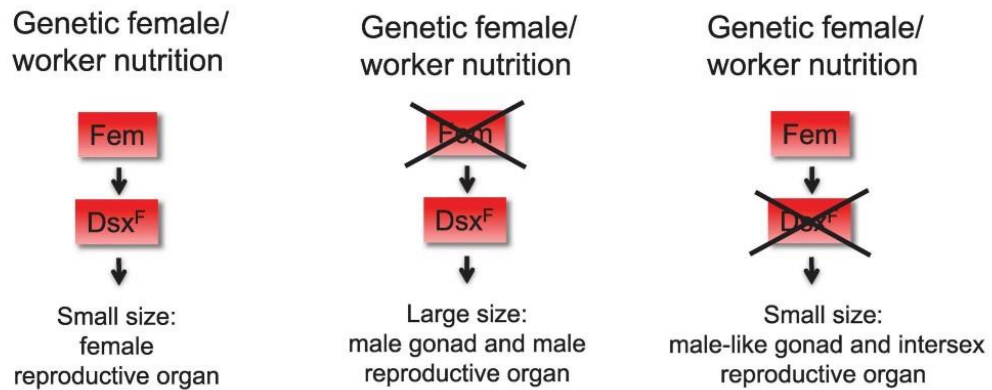 Genetic female/
worker nutrition
Fem
Dsxᶠ
Small size:
female
reproductive organ
Genetic female/
worker nutrition
Fem
Dsxᶠ
Large size:
male gonad and male
reproductive organ
Genetic female/
worker nutrition
Fem
Dsxᶠ
Small size:
male-like gonad and intersex
reproductive organ